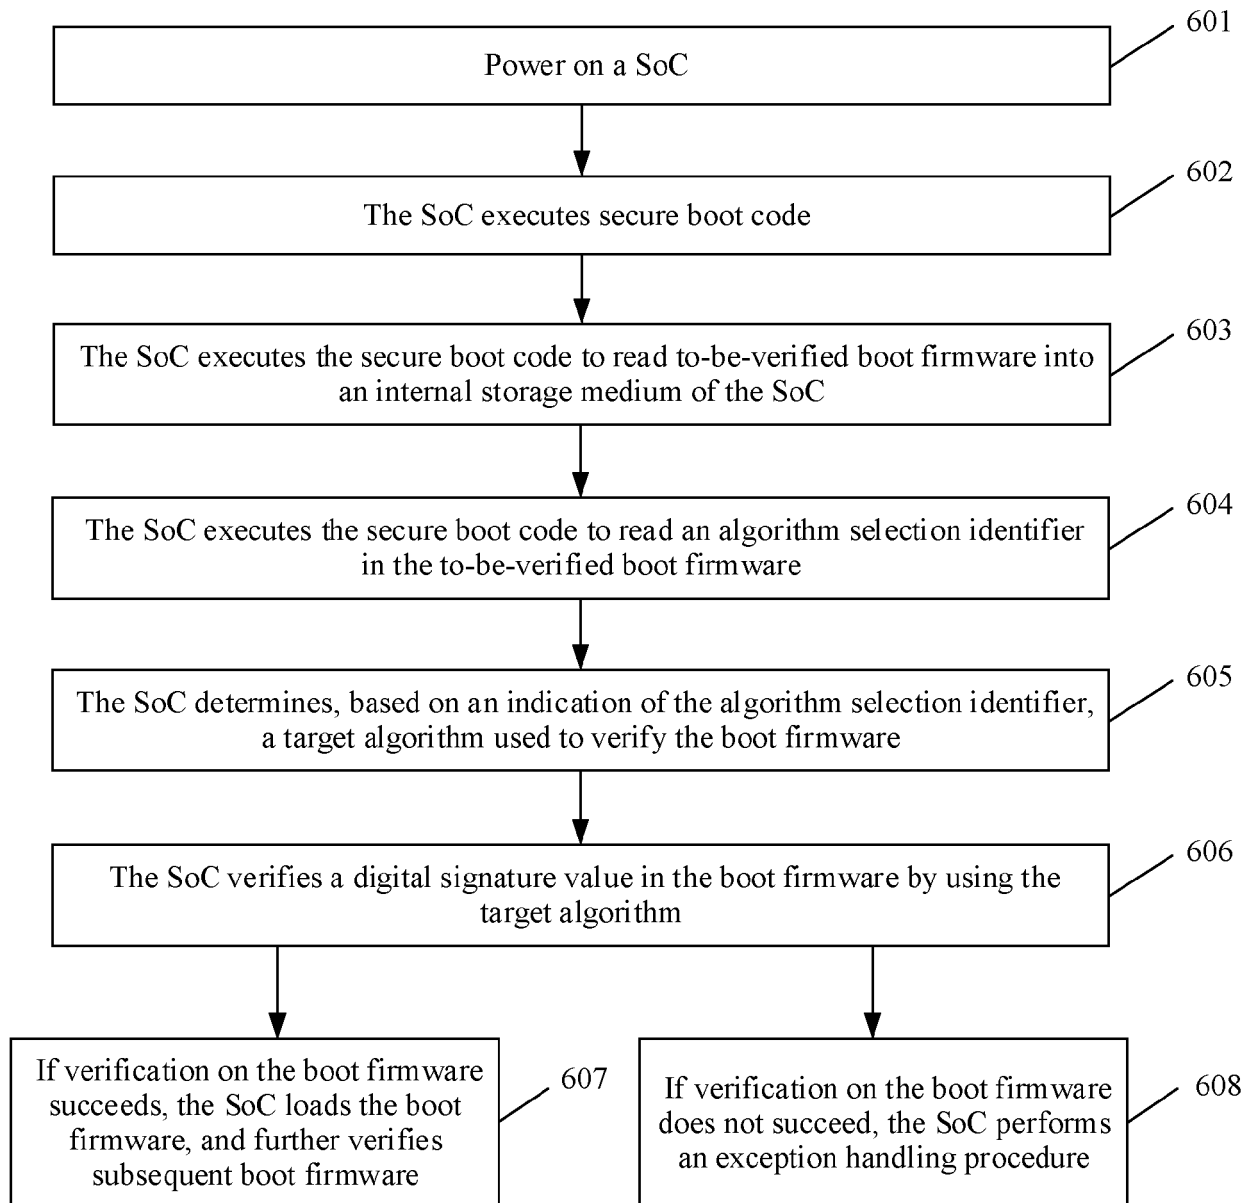 601
Power on a SoC
602
The SoC executes secure boot code
603
The SoC executes the secure boot code to read to-be-verified boot firmware into
an internal storage medium of the SoC
604
The SoC executes the secure boot code to read an algorithm selection identifier
in the to-be-verified boot firmware
605
The SoC determines, based on an indication of the algorithm selection identifier,
a target algorithm used to verify the boot firmware
606
The SoC verifies a digital signature value in the boot firmware by using the
target algorithm
If verification on the boot firmware
succeeds, the SoC loads the boot
firmware, and further verifies
subsequent boot firmware
607
If verification on the boot firmware
does not succeed, the SoC performs
an exception handling procedure
608